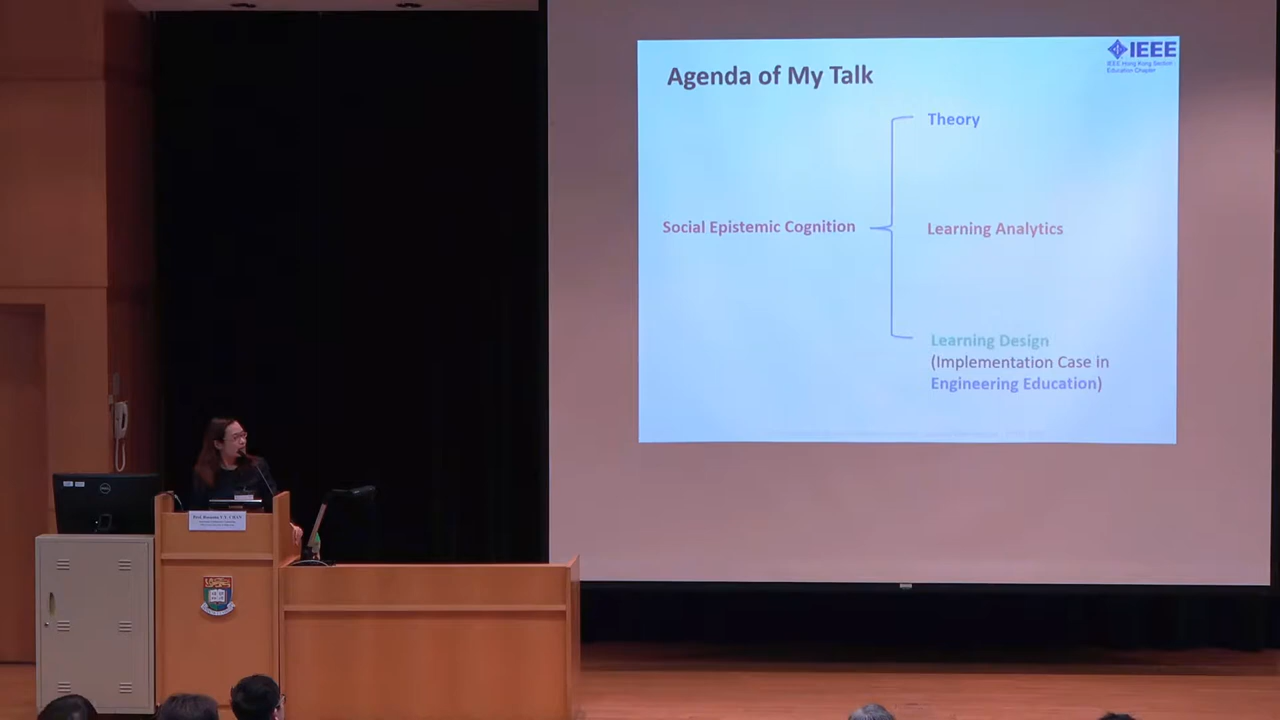 IEEE
IEEE Hong Kong Section
Education Chapter
Agenda of My Talk
Theory
Social Epistemic Cognition
Learning Analytics
Learning Design
(Implementation Case in
Engineering Education)
DELL